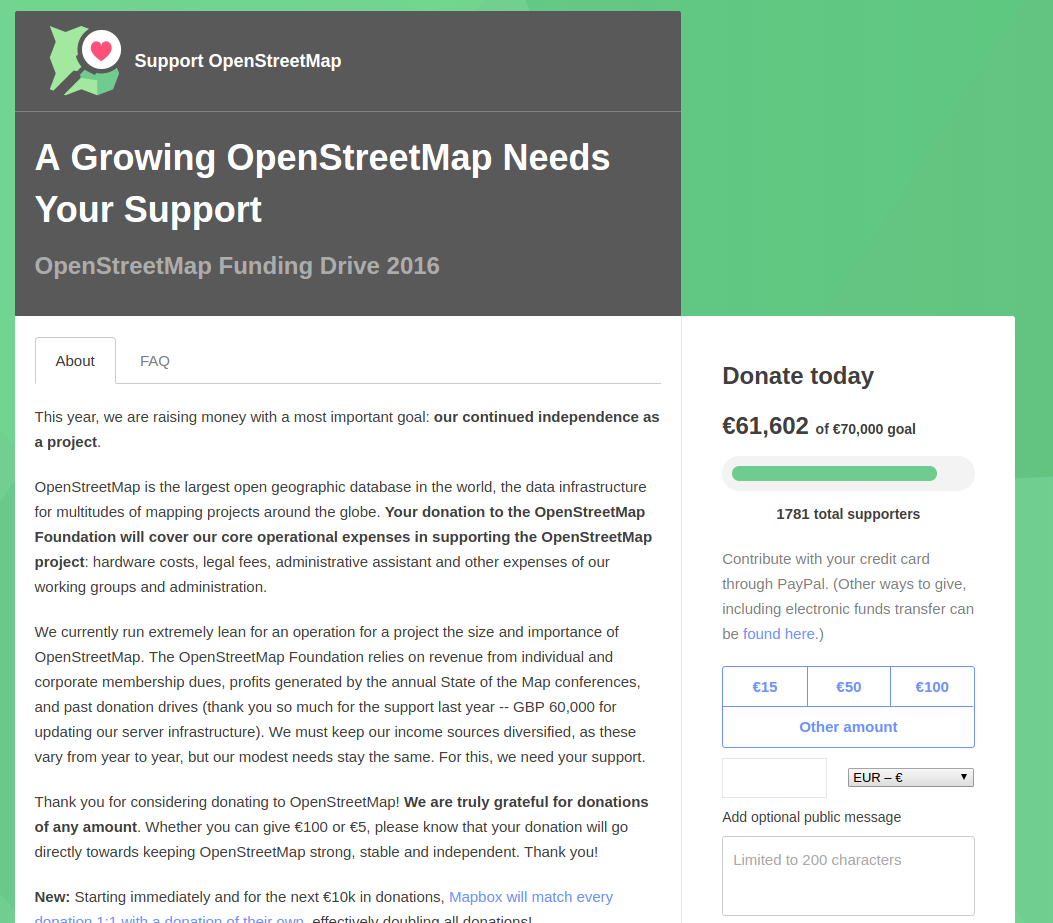 Support OpenStreetMap
A Growing OpenStreetMap Needs
Your Support
OpenStreetMap Funding Drive 2016
About
FAQ
This year, we are raising money with a most important goal: our continued independence as
a project.
OpenStreetMap is the largest open geographic database in the world, the data infrastructure
for multitudes of mapping projects around the globe. Your donation to the OpenStreetMap
Foundation will cover our core operational expenses in supporting the OpenStreetMap
project: hardware costs, legal fees, administrative assistant and other expenses of our
working groups and administration.
We currently run extremely lean for an operation for a project the size and importance of
OpenStreetMap. The OpenStreetMap Foundation relies on revenue from individual and
corporate membership dues, profits generated by the annual State of the Map conferences,
and past donation drives (thank you so much for the support last year -- GBP 60,000 for
updating our server infrastructure). We must keep our income sources diversified, as these
vary from year to year, but our modest needs stay the same. For this, we need your support.
Thank you for considering donating to OpenStreetMap! We are truly grateful for donations
of any amount. Whether you can give €100 or €5, please know that your donation will go
directly towards keeping OpenStreetMap strong, stable and independent. Thank you!
New: Starting immediately and for the next €10k in donations, Mapbox will match every
donation 1:1 with a donation of their own, effectively doubling all donations!
Donate today
€61,602 of €70,000 goal
1781 total supporters
Contribute with your credit card
through PayPal. (Other ways to give,
including electronic funds transfer can
be found here.)
€15
€50
€100
Other amount
EUR – €
Add optional public message
Limited to 200 characters